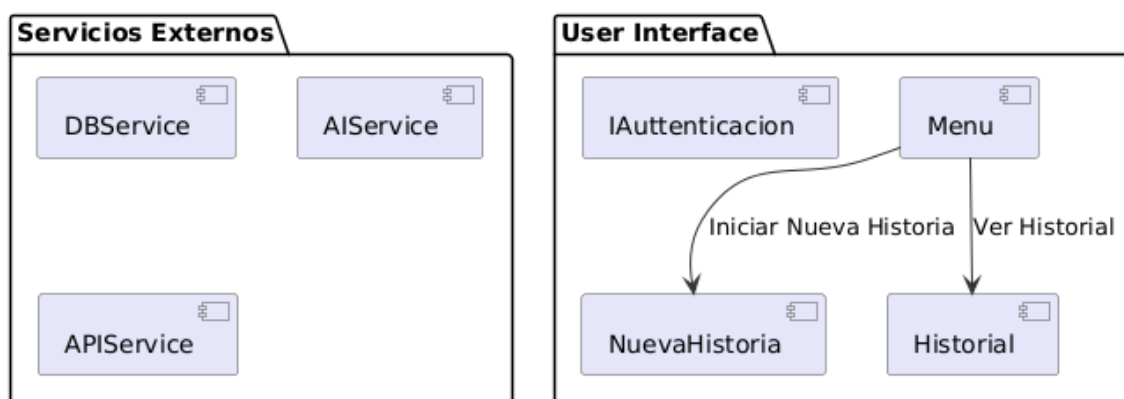 Servicios Externos
DBService
AIService
APIService
User Interface
IAuttenticacion
Menu
Iniciar Nueva Historia
Ver Historial
NuevaHistoria
Historial